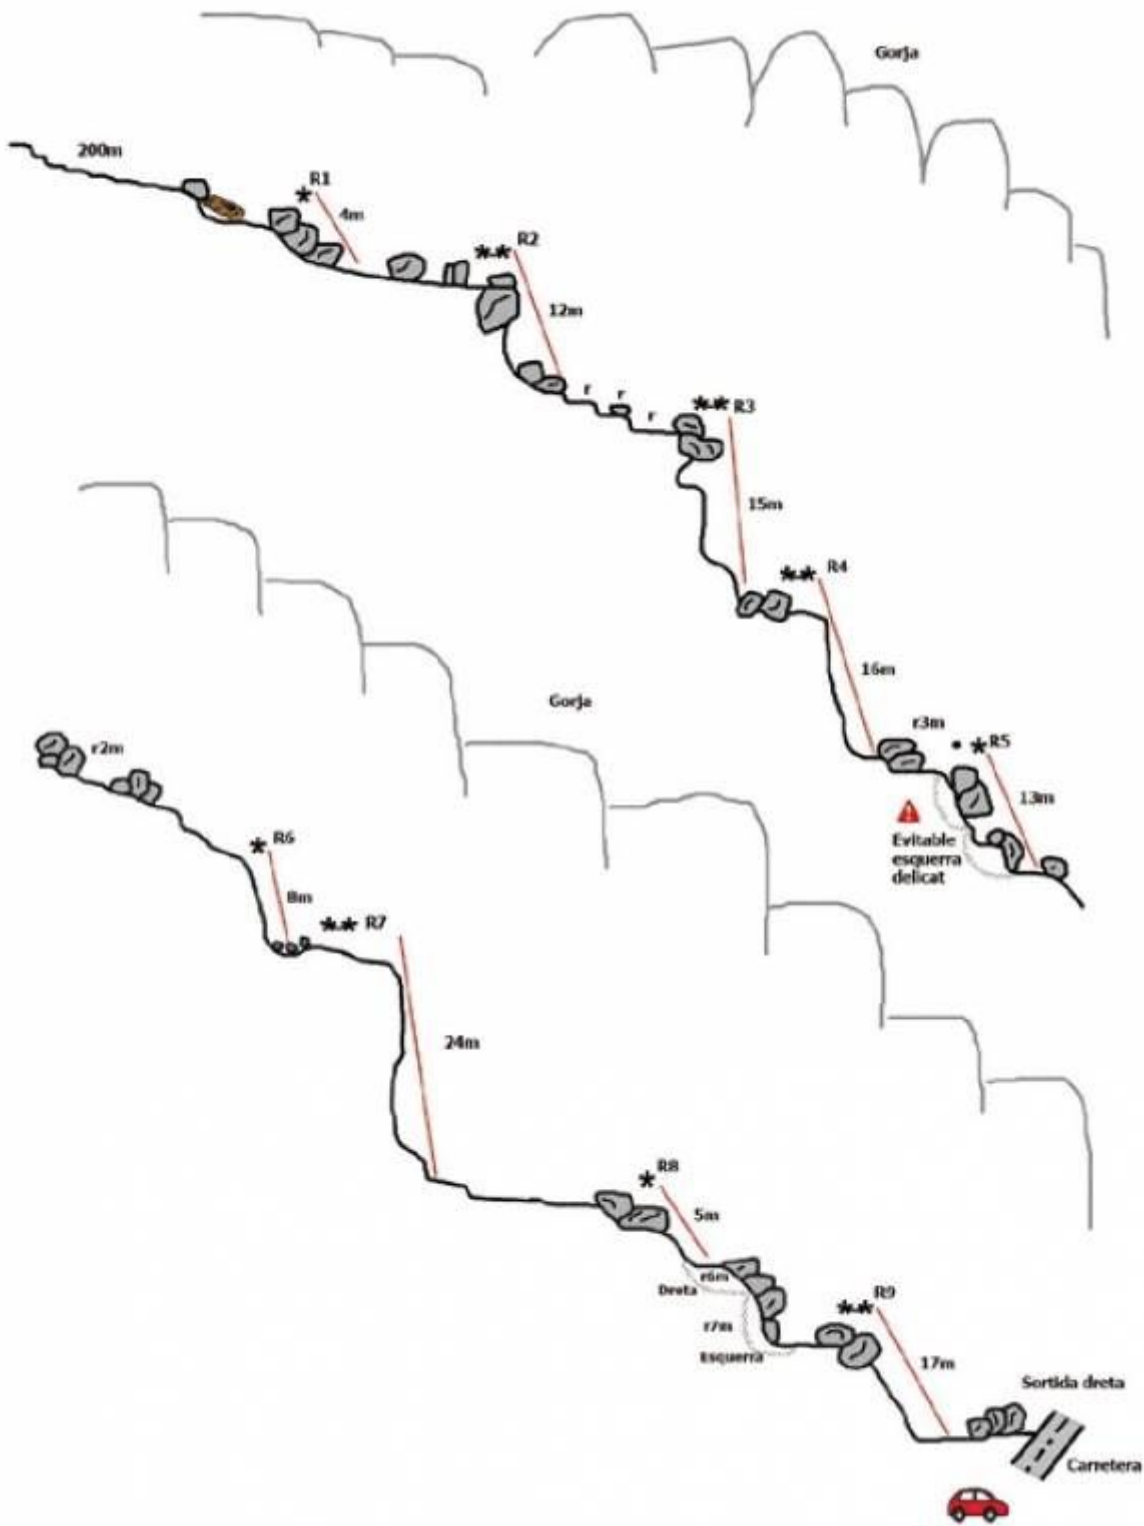 Gorja
200m
R1
4m
R2
12m
r
r
r
R3
15m
R4
16m
r3m
R5
13m
Evitable
esquerra
delicat
Gorja
r2m
R6
8m
R7
24m
R8
5m
r6m
Dreta
r7m
Esquerra
R9
17m
Sortida dreta
Carretera